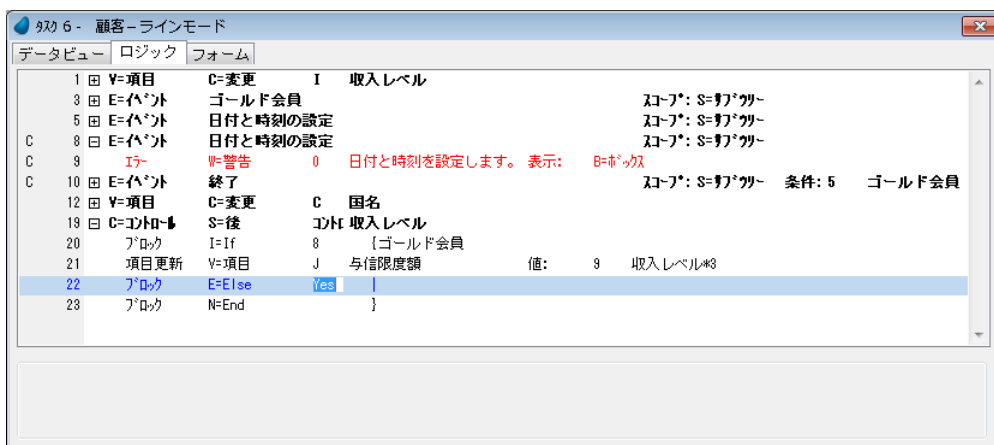 ﾀｽｸ 6 - 顧客－ラインモード
データビュー ロジック フォーム
1 V=項目 C=変更 I 収入レベル
3 E=ｲﾍﾞﾝﾄ ゴールド会員 ｽｺｰﾌﾟ: S=ｻﾌﾞﾂﾘｰ
5 E=ｲﾍﾞﾝﾄ 日付と時刻の設定 ｽｺｰﾌﾟ: S=ｻﾌﾞﾂﾘｰ
C 8 E=ｲﾍﾞﾝﾄ 日付と時刻の設定 ｽｺｰﾌﾟ: S=ｻﾌﾞﾂﾘｰ
C 9 ｴﾗｰ W=警告 0 日付と時刻を設定します。 表示: B=ﾎﾞｯｸｽ
C 10 E=ｲﾍﾞﾝﾄ 終了 ｽｺｰﾌﾟ: S=ｻﾌﾞﾂﾘｰ 条件: 5 ゴールド会員
12 V=項目 C=変更 C 国名
19 C=ｺﾝﾄﾛｰﾙ S=後 ｺﾝﾄﾛ 収入レベル
20 ﾌﾞﾛｯｸ I=If 8 {ゴールド会員
21 項目更新 V=項目 J 与信限度額 値: 9 収入レベル*3
22 ﾌﾞﾛｯｸ E=Else Yes |
23 ﾌﾞﾛｯｸ N=End }